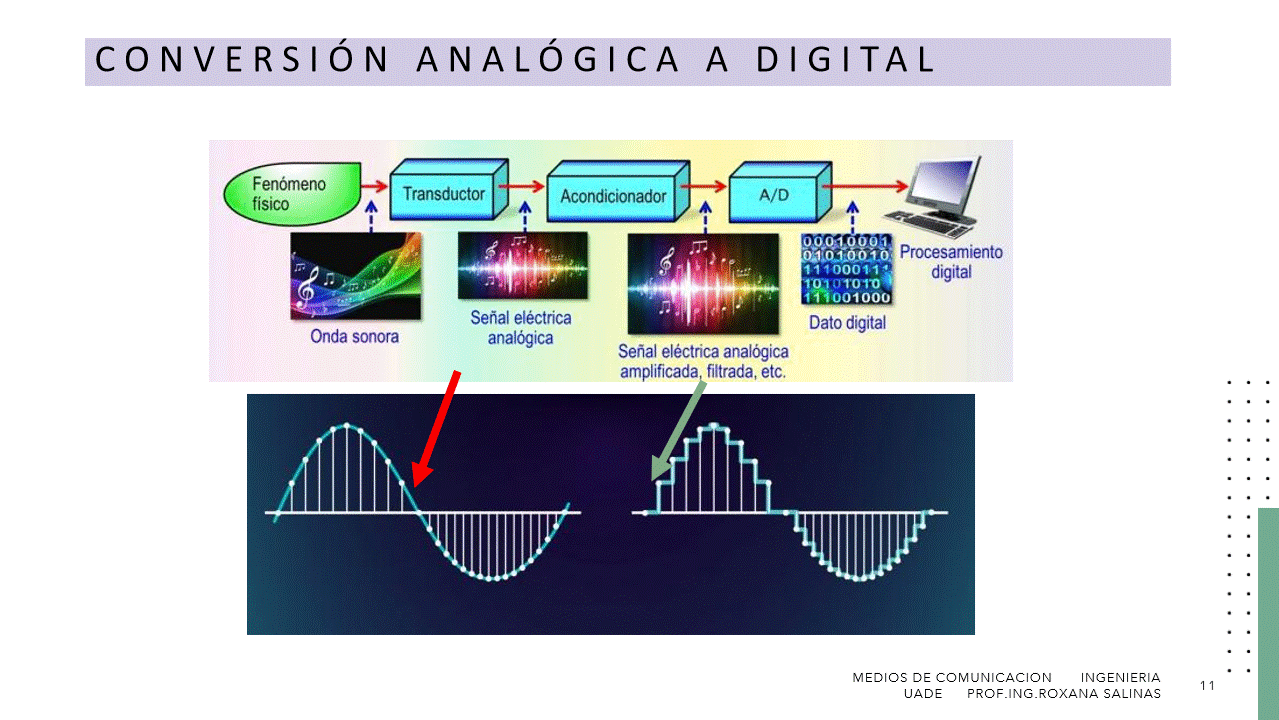 CONVERSIÓN ANALÓGICA A DIGITAL
Fenómeno
físico
Transductor
Acondicionador
A/D
Onda sonora
Señal eléctrica
analógica
Señal eléctrica analógica
amplificada, filtrada, etc.
00010001
01010010
111000111
10101010
111001000
Dato digital
Procesamiento
digital
MEDIOS DE COMUNICACION INGENIERIA
UADE PROF.ING.ROXANA SALINAS
11